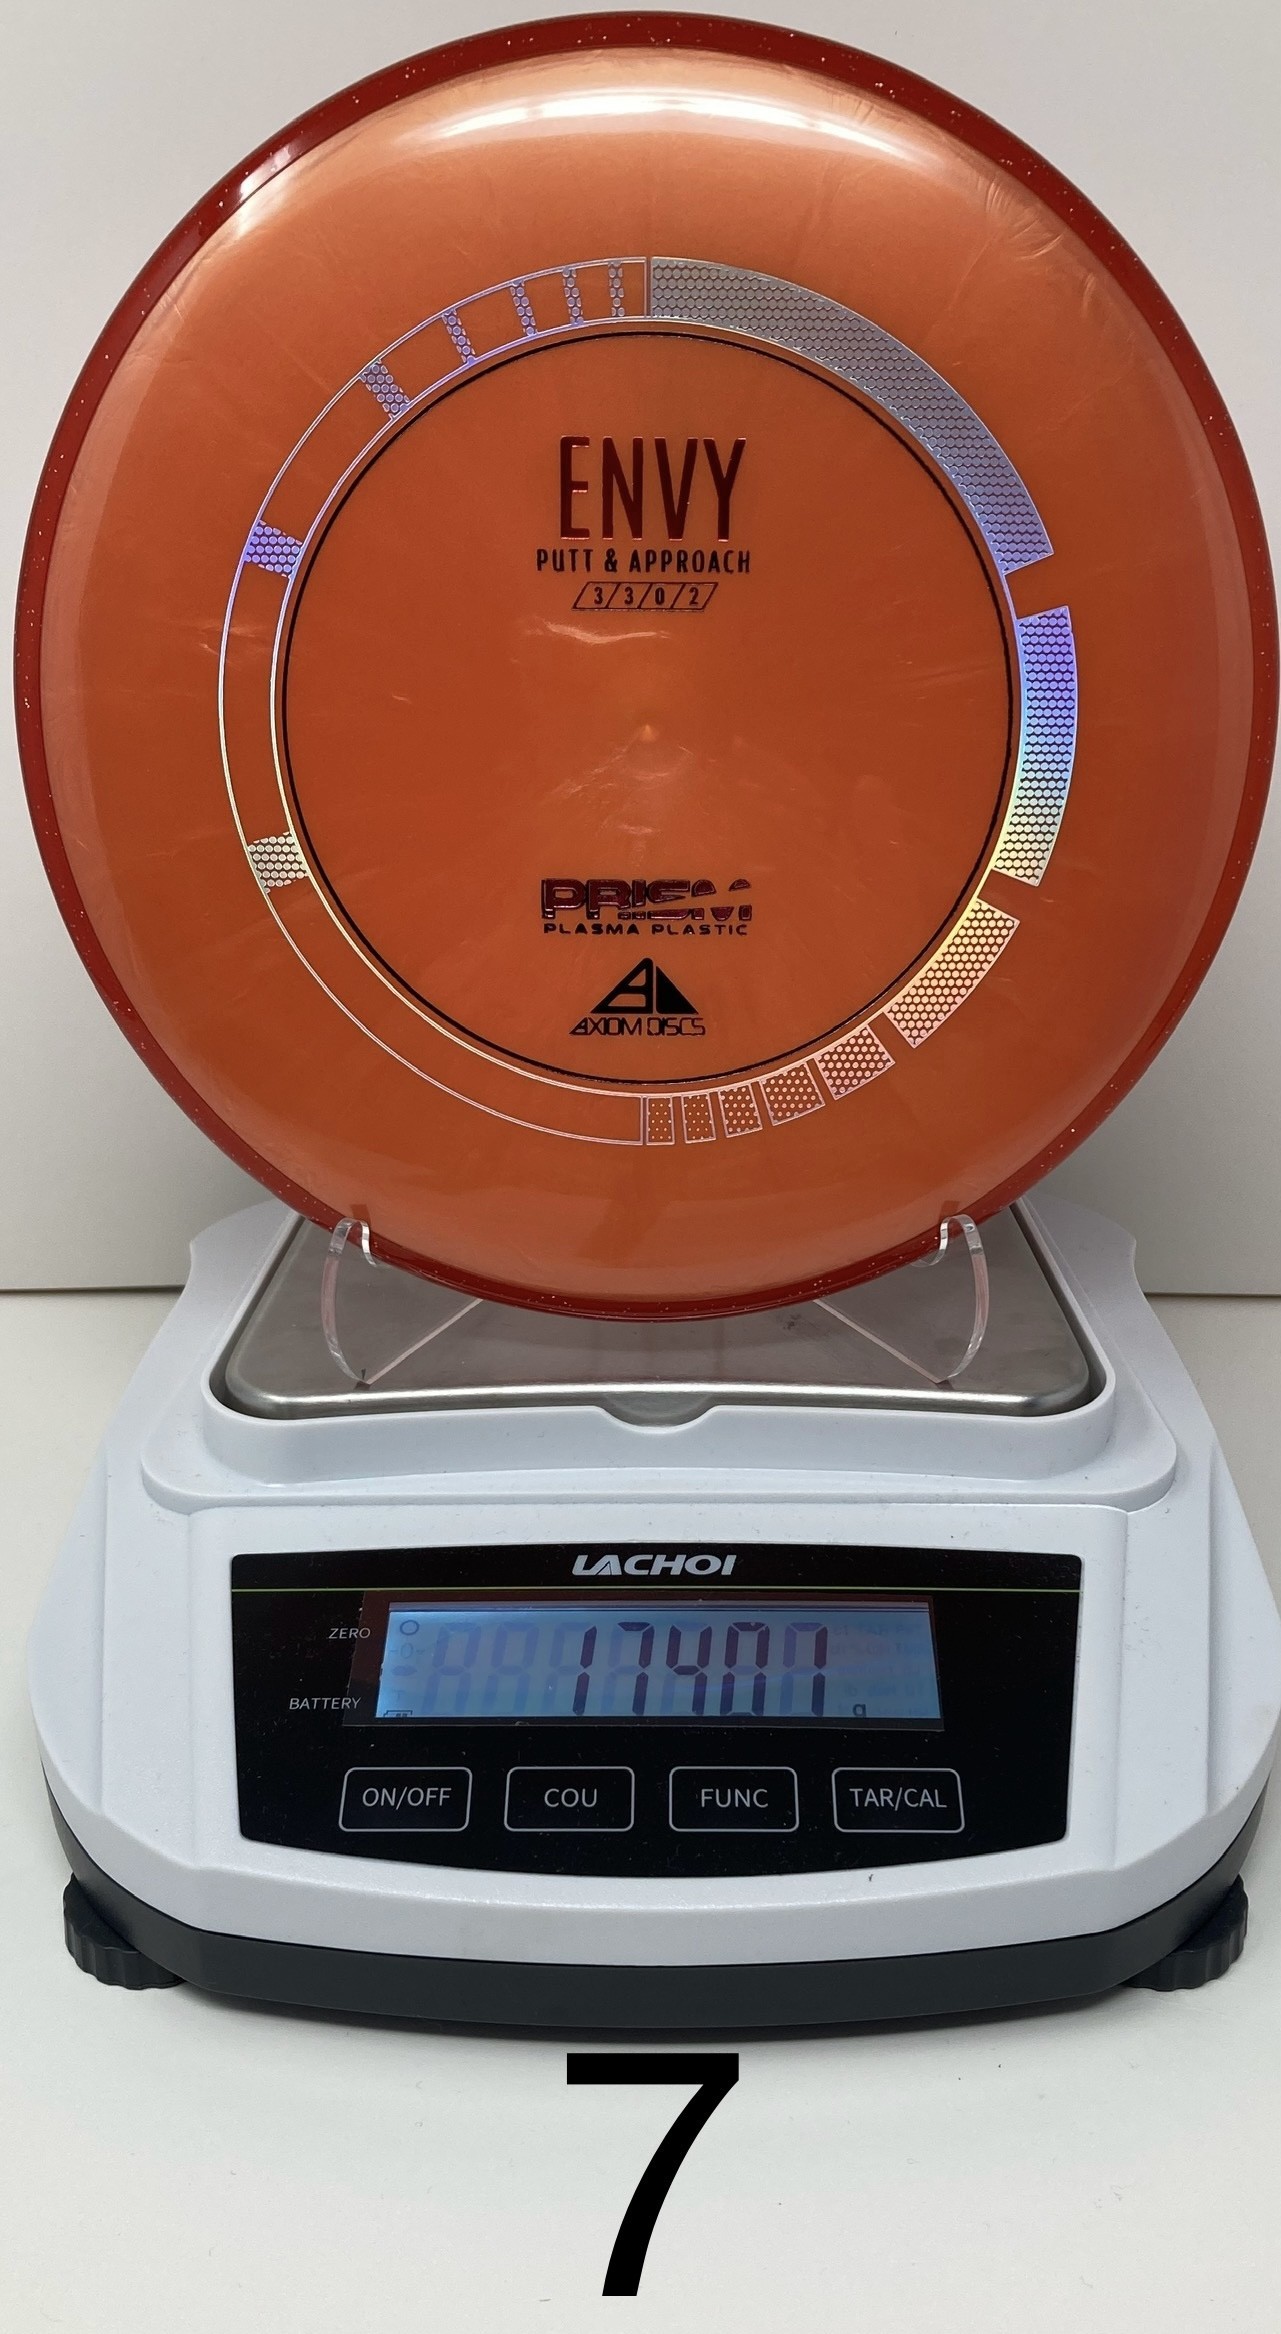 ENVY
PUTT & APPROACH
3/3/0/2
PRISM
PLASMA PLASTIC
AXIOM DISCS
LACHOI
ZERO
BATTERY
174.07 g
ON/OFF
COU
FUNC
TAR/CAL
7